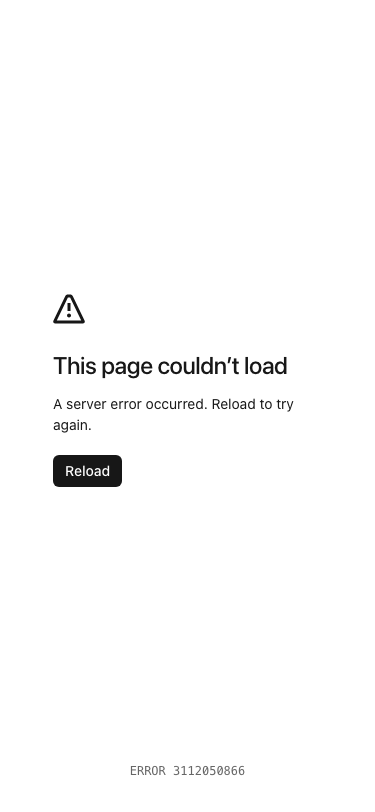 This page couldn’t load
A server error occurred. Reload to try
again.
Reload
ERROR 3112050866